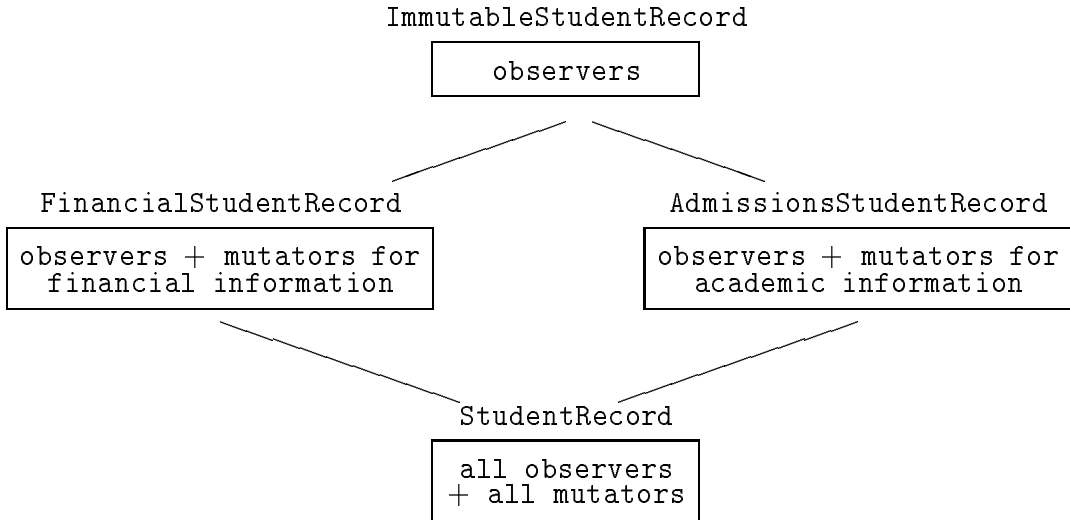 ImmutableStudentRecord
observers
FinancialStudentRecord
observers + mutators for
financial information
AdmissionsStudentRecord
observers + mutators for
academic information
StudentRecord
all observers
+ all mutators